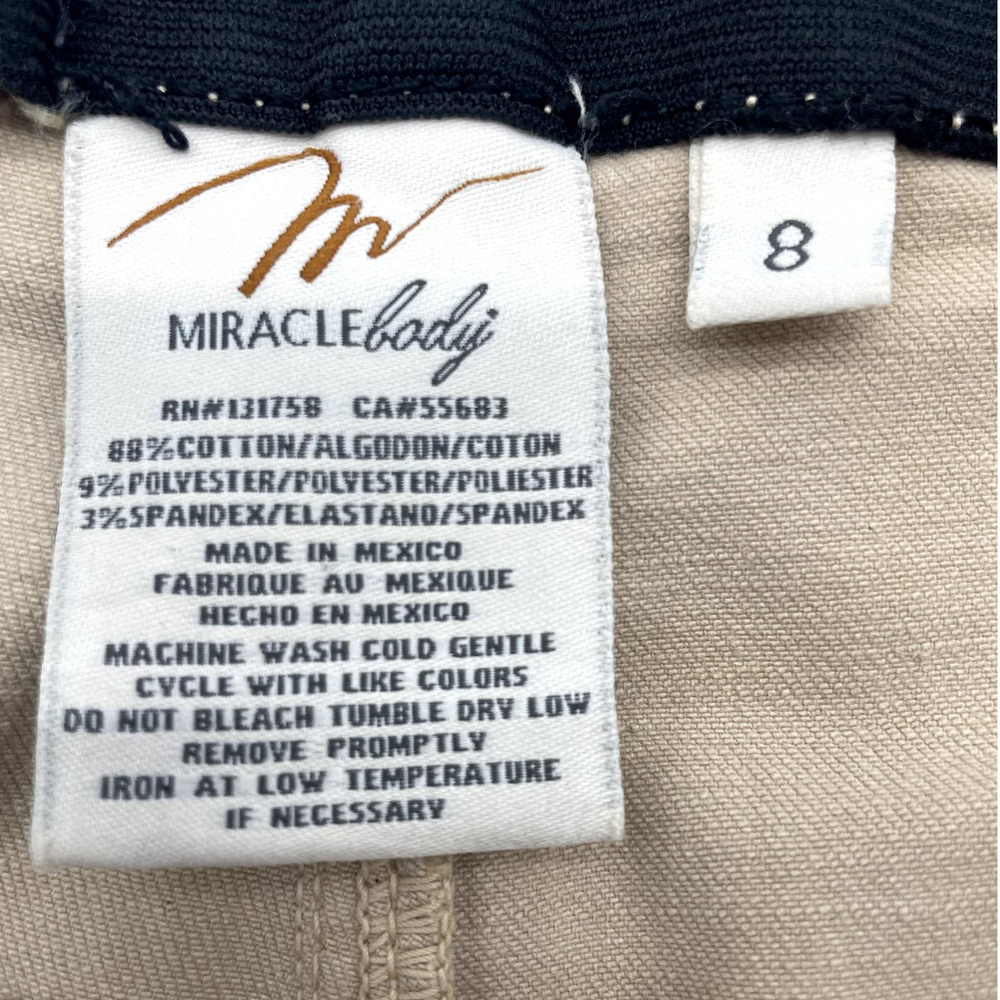 MIRACLEbody
RN#131758 CA#55683
88%COTTON/ALGODON/COTON
9%POLYESTER/POLYESTER/POLIESTER
3%SPANDEX/ELASTANO/SPANDEX
MADE IN MEXICO
FABRIQUE AU MEXIQUE
HECHO EN MEXICO
MACHINE WASH COLD GENTLE
CYCLE WITH LIKE COLORS
DO NOT BLEACH TUMBLE DRY LOW
REMOVE PROMPTLY
IRON AT LOW TEMPERATURE
IF NECESSARY
8